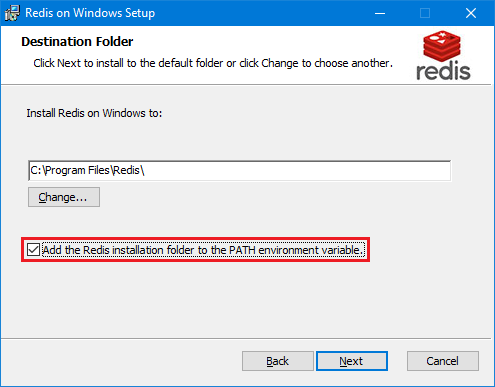 Redis on Windows Setup
Destination Folder
Click Next to install to the default folder or click Change to choose another.
redis
Install Redis on Windows to:
C:\Program Files\Redis\
Change...
Add the Redis installation folder to the PATH environment variable.
Back
Next
Cancel